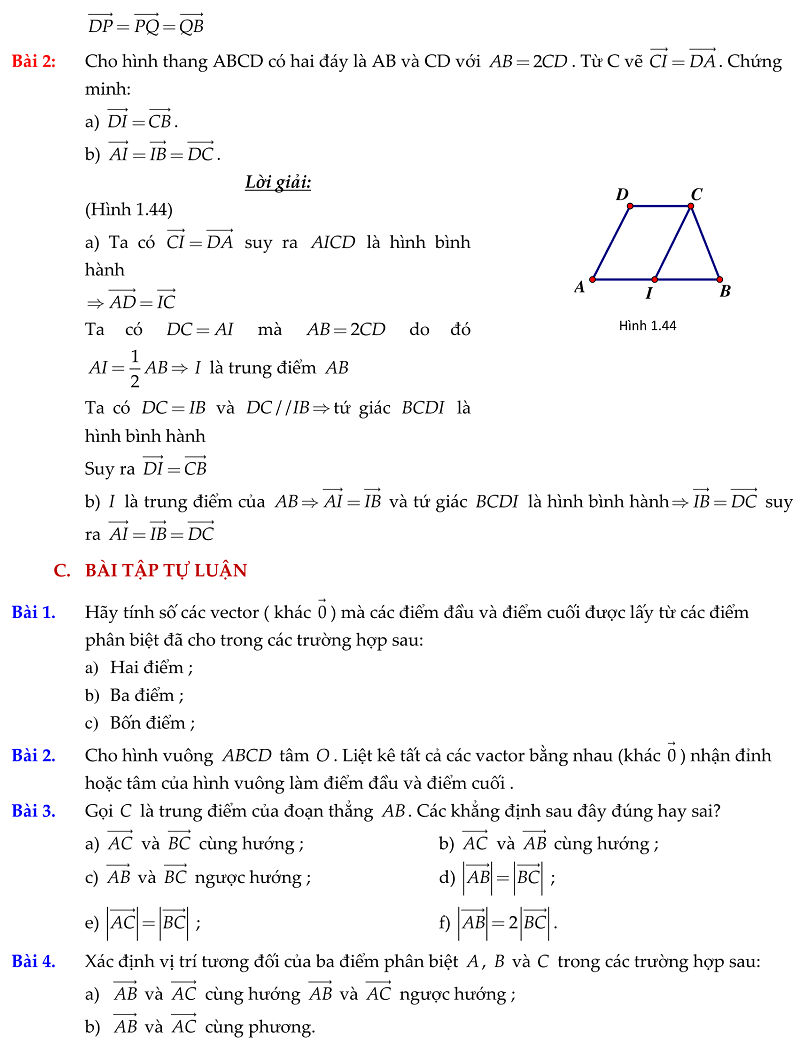 $\overrightarrow{DP} = \overrightarrow{PQ} = \overrightarrow{QB}$
Bài 2: Cho hình thang ABCD có hai đáy là AB và CD với $AB = 2CD$. Từ C vẽ $\overrightarrow{CI} = \overrightarrow{DA}$. Chứng
minh:
a) $\overrightarrow{DI} = \overrightarrow{CB}$.
b) $\overrightarrow{AI} = \overrightarrow{IB} = \overrightarrow{DC}$.
Lời giải:
(Hình 1.44)
a) Ta có $\overrightarrow{CI} = \overrightarrow{DA}$ suy ra $AICD$ là hình bình
hành
$\Rightarrow \overrightarrow{AD} = \overrightarrow{IC}$
Ta có $DC = AI$ mà $AB = 2CD$ do đó
$AI = \frac{1}{2} AB \Rightarrow I$ là trung điểm $AB$
Ta có $DC = IB$ và $DC // IB \Rightarrow$ tứ giác $BCDI$ là
hình bình hành
Suy ra $\overrightarrow{DI} = \overrightarrow{CB}$
D C
A I B
Hình 1.44
b) $I$ là trung điểm của $AB \Rightarrow \overrightarrow{AI} = \overrightarrow{IB}$ và tứ giác $BCDI$ là hình bình hành $\Rightarrow \overrightarrow{IB} = \overrightarrow{DC}$ suy
ra $\overrightarrow{AI} = \overrightarrow{IB} = \overrightarrow{DC}$
C. BÀI TẬP TỰ LUẬN
Bài 1. Hãy tính số các vector ( khác $\vec{0}$ ) mà các điểm đầu và điểm cuối được lấy từ các điểm
phân biệt đã cho trong các trường hợp sau:
a) Hai điểm ;
b) Ba điểm ;
c) Bốn điểm ;
Bài 2. Cho hình vuông $ABCD$ tâm $O$. Liệt kê tất cả các vactor bằng nhau (khác $\vec{0}$ ) nhận đỉnh
hoặc tâm của hình vuông làm điểm đầu và điểm cuối .
Bài 3. Gọi $C$ là trung điểm của đoạn thẳng $AB$. Các khẳng định sau đây đúng hay sai?
a) $\overrightarrow{AC}$ và $\overrightarrow{BC}$ cùng hướng ; b) $\overrightarrow{AC}$ và $\overrightarrow{AB}$ cùng hướng ;
c) $\overrightarrow{AB}$ và $\overrightarrow{BC}$ ngược hướng ; d) $|\overrightarrow{AB}| = |\overrightarrow{BC}|$ ;
e) $|\overrightarrow{AC}| = |\overrightarrow{BC}|$ ; f) $|\overrightarrow{AB}| = 2|\overrightarrow{BC}|$.
Bài 4. Xác định vị trí tương đối của ba điểm phân biệt $A$, $B$ và $C$ trong các trường hợp sau:
a) $\overrightarrow{AB}$ và $\overrightarrow{AC}$ cùng hướng $\overrightarrow{AB}$ và $\overrightarrow{AC}$ ngược hướng ;
b) $\overrightarrow{AB}$ và $\overrightarrow{AC}$ cùng phương.